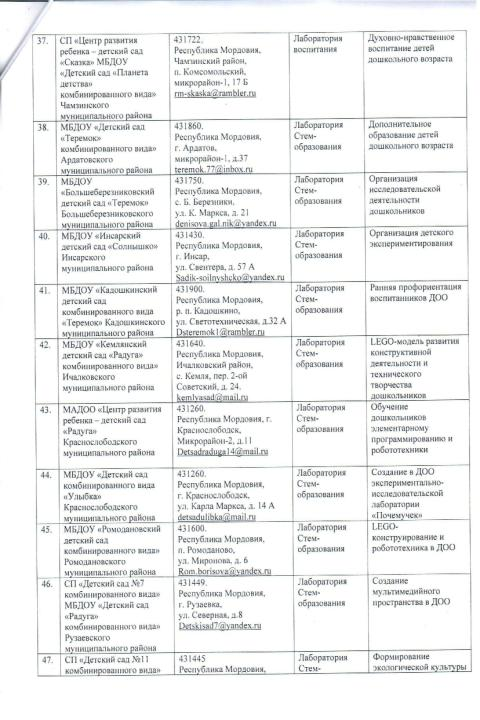 37. СП «Центр развития 431722, Лаборатория Духовно-нравственное
ребенка – детский сад Республика Мордовия, воспитания воспитание детей
«Сказка» МБДОУ Чамзинский район, дошкольного возраста
«Детский сад «Планета п. Комсомольский,
детства» микрорайон-1, 17 Б
комбинированного вида» rm-skaska@rambler.ru
Чамзинского
муниципального района
38. МБДОУ «Детский сад 431860. Лаборатория Дополнительное
«Теремок» Республика Мордовия, Стем- образование детей
комбинированного вида» г. Ардатов, образования дошкольного возраста
Ардатовского микрорайон-1, д.37
муниципального района teremok.77@inbox.ru
39. МБДОУ 431750. Лаборатория Организация
«Большеберезниковский Республика Мордовия, Стем- исследовательской
детский сад «Теремок» с. Б. Березники, образования деятельности
Большеберезниковского ул. К. Маркса, д. 21 дошкольников
муниципального района denisova.gal.nik@yandex.ru
40. МБДОУ «Инсарский 431430. Лаборатория Организация детского
детский сад «Солнышко» Республика Мордовия, Стем- экспериментирования
Инсарского г. Инсар, образования
муниципального района ул. Свентера, д. 57 А
Sadik-soilnyshcko@yandex.ru
41. МБДОУ «Кадошкинский 431900. Лаборатория Ранняя профориентация
детский сад Республика Мордовия, Стем- воспитанников ДОО
комбинированного вида р. п. Кадошкино, образования
«Теремок» Кадошкинского ул. Светотехническая, д.32 А
муниципального района Dsteremok1@rambler.ru
42. МБДОУ «Кемлянский 431640. Лаборатория LEGO-модель развития
детский сад «Радуга» Республика Мордовия, Стем- конструктивной
комбинированного вида» Ичалковский район, образования деятельности и
Ичалковского с. Кемля, пер. 2-ой технического
муниципального района Советский, д. 24. творчества
kemlyasad@mail.ru дошкольников
43. МАДОО «Центр развития 431260. Лаборатория Обучение
ребенка – детский сад Республика Мордовия, г. Стем- дошкольников
«Радуга» Краснослободск, образования элементарному
Краснослободского Микрорайон-2, д.11 программированию и
муниципального района Detsadraduga14@mail.ru робототехники
44. МБДОУ «Детский сад 431260. Лаборатория Создание в ДОО
комбинированного вида Республика Мордовия, Стем- экспериментально-
«Улыбка» г. Краснослободск, образования исследовательской
Краснослободского ул. Карла Маркса, д. 14 А лаборатории
муниципального района detsadulibka@mail.ru «Почемучек»
45. МБДОУ «Ромодановский 431600. Лаборатория LEGO-
детский сад Республика Мордовия, Стем- конструирование и
комбинированного вида» п. Ромоданово, образования робототехника в ДОО
Ромодановского ул. Миронова, д. 6
муниципального района Rom.borisova@yandex.ru
46. СП «Детский сад №7 431449. Лаборатория Создание
комбинированного вида» Республика Мордовия, Стем- мультимедийного
МБДОУ «Детский сад г. Рузаевка, образования пространства в ДОО
«Радуга» ул. Северная, д.8
комбинированного вида» Detskisad7@yandex.ru
Рузаевского
муниципального района
47. СП «Детский сад №11 431445 Лаборатория Формирование
комбинированного вида» Республика Мордовия, Стем- экологической культуры